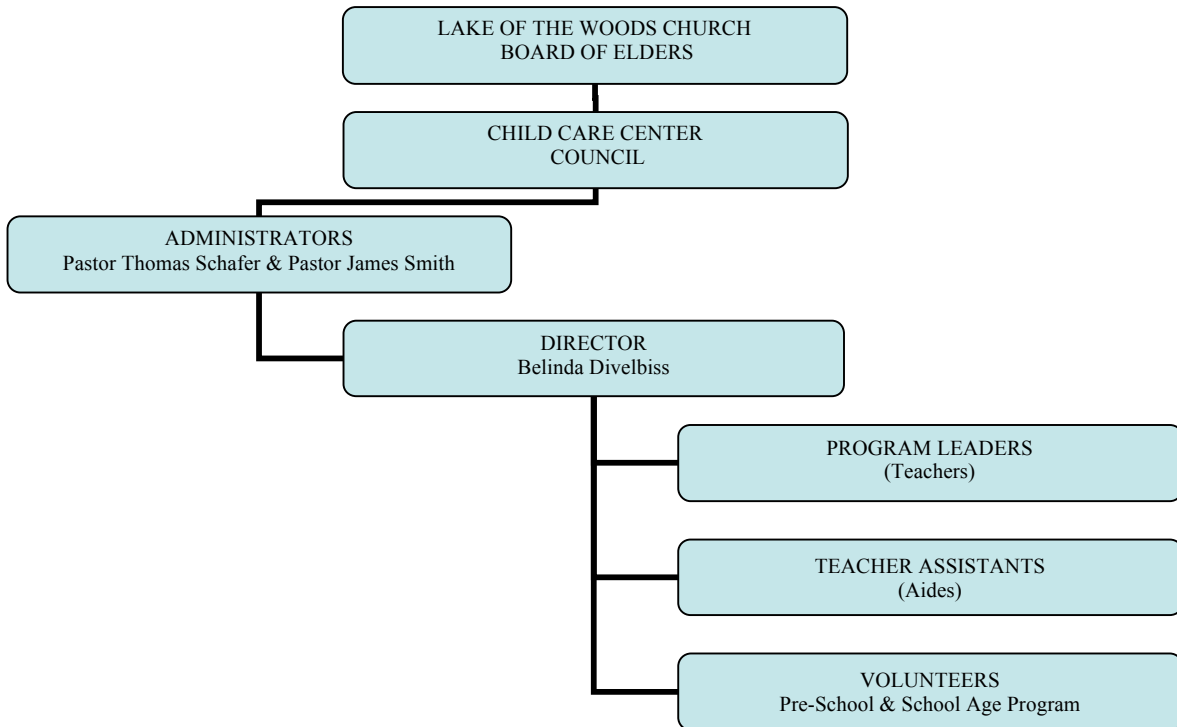 LAKE OF THE WOODS CHURCH
BOARD OF ELDERS
CHILD CARE CENTER
COUNCIL
ADMINISTRATORS
Pastor Thomas Schafer & Pastor James Smith
DIRECTOR
Belinda Divelbiss
PROGRAM LEADERS
(Teachers)
TEACHER ASSISTANTS
(Aides)
VOLUNTEERS
Pre-School & School Age Program